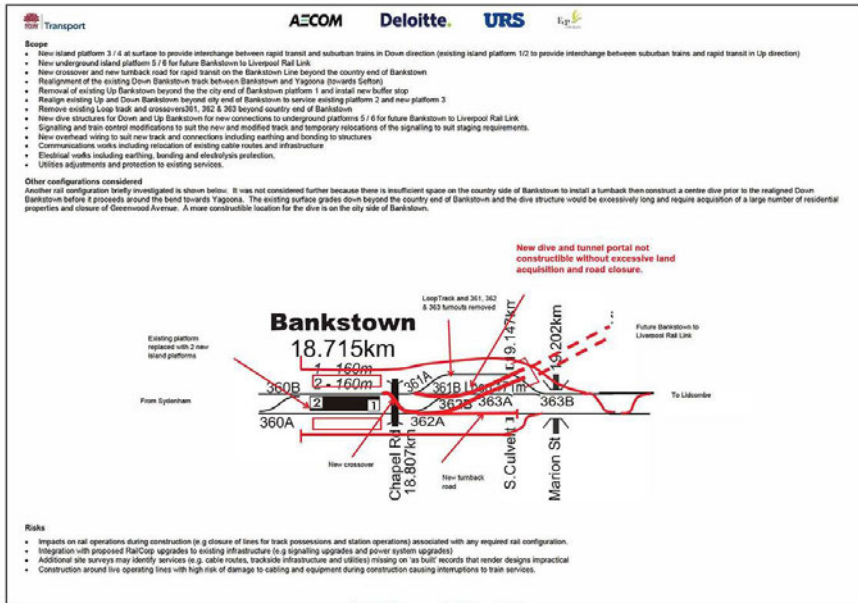 Transport
AECOM
Deloitte.
URS
Scope
• New island platform 3 / 4 at surface to provide interchange between rapid transit and suburban trains in Down direction (existing island platform 1/2 to provide interchange between suburban trains and rapid transit in Up direction)
• New underground island platform 5 / 6 for future Bankstown to Liverpool Rail Link
• New crossover and new turnback road for rapid transit on the Bankstown Line beyond the country end of Bankstown
• Realignment of the existing Down Bankstown track between Bankstown and Yagoona (towards Sefton)
• Removal of existing Up Bankstown beyond the the city end of Bankstown platform 1 and install new buffer stop
• Realign existing Up and Down Bankstown beyond city end of Bankstown to service existing platform 2 and new platform 3
• Remove existing Loop track and crossovers361, 362 & 363 beyond country end of Bankstown
• New dive structures for Down and Up Bankstown for new connections to underground platforms 5 / 6 for future Bankstown to Liverpool Rail Link
• Signalling and train control modifications to suit the new and modified track and temporary relocations of the signalling to suit staging requirements.
• New overhead wiring to suit new track and connections including earthing and bonding to structures
• Communications works including relocation of existing cable routes and infrastructure
• Electrical works including earthing, bonding and electrolysis protection.
• Utilities adjustments and protection to existing services.
Other configurations considered
Another rail configuration briefly investigated is shown below. It was not considered further because there is insufficient space on the country side of Bankstown to install a turnback then construct a centre dive prior to the realigned Down
Bankstown before it proceeds around the bend towards Yagoona. The existing surface grades down beyond the country end of Bankstown and the dive structure would be excessively long and require acquisition of a large number of residential
properties and closure of Greenwood Avenue. A more constructible location for the dive is on the city side of Bankstown.
New dive and tunnel portal not
constructible without excessive land
acquisition and road closure.
LoopTrack and 361, 362
& 363 turnouts removed
Bankstown
18.715km
19.147km
19.202km
Future Bankstown to
Liverpool Rail Link
Existing platform
replaced with 2 new
island platforms
1 - 160m
2 - 160m
360B
361A
361B
362B
363A
363B
From Sydenham
To Lidcombe
2
1
360A
362A
New crossover
Chapel Rd
18.807km
New turnback
road
S.Culvert
Marion St
Risks
• Impacts on rail operations during construction (e.g closure of lines for track possessions and station operations) associated with any required rail configuration.
• Integration with proposed RailCorp upgrades to existing infrastructure (e.g signalling upgrades and power system upgrades)
• Additional site surveys may identify services (e.g. cable routes, trackside infrastructure and utilities) missing on 'as built' records that render designs impractical
• Construction around live operating lines with high risk of damage to cabling and equipment during construction causing interruptions to train services.